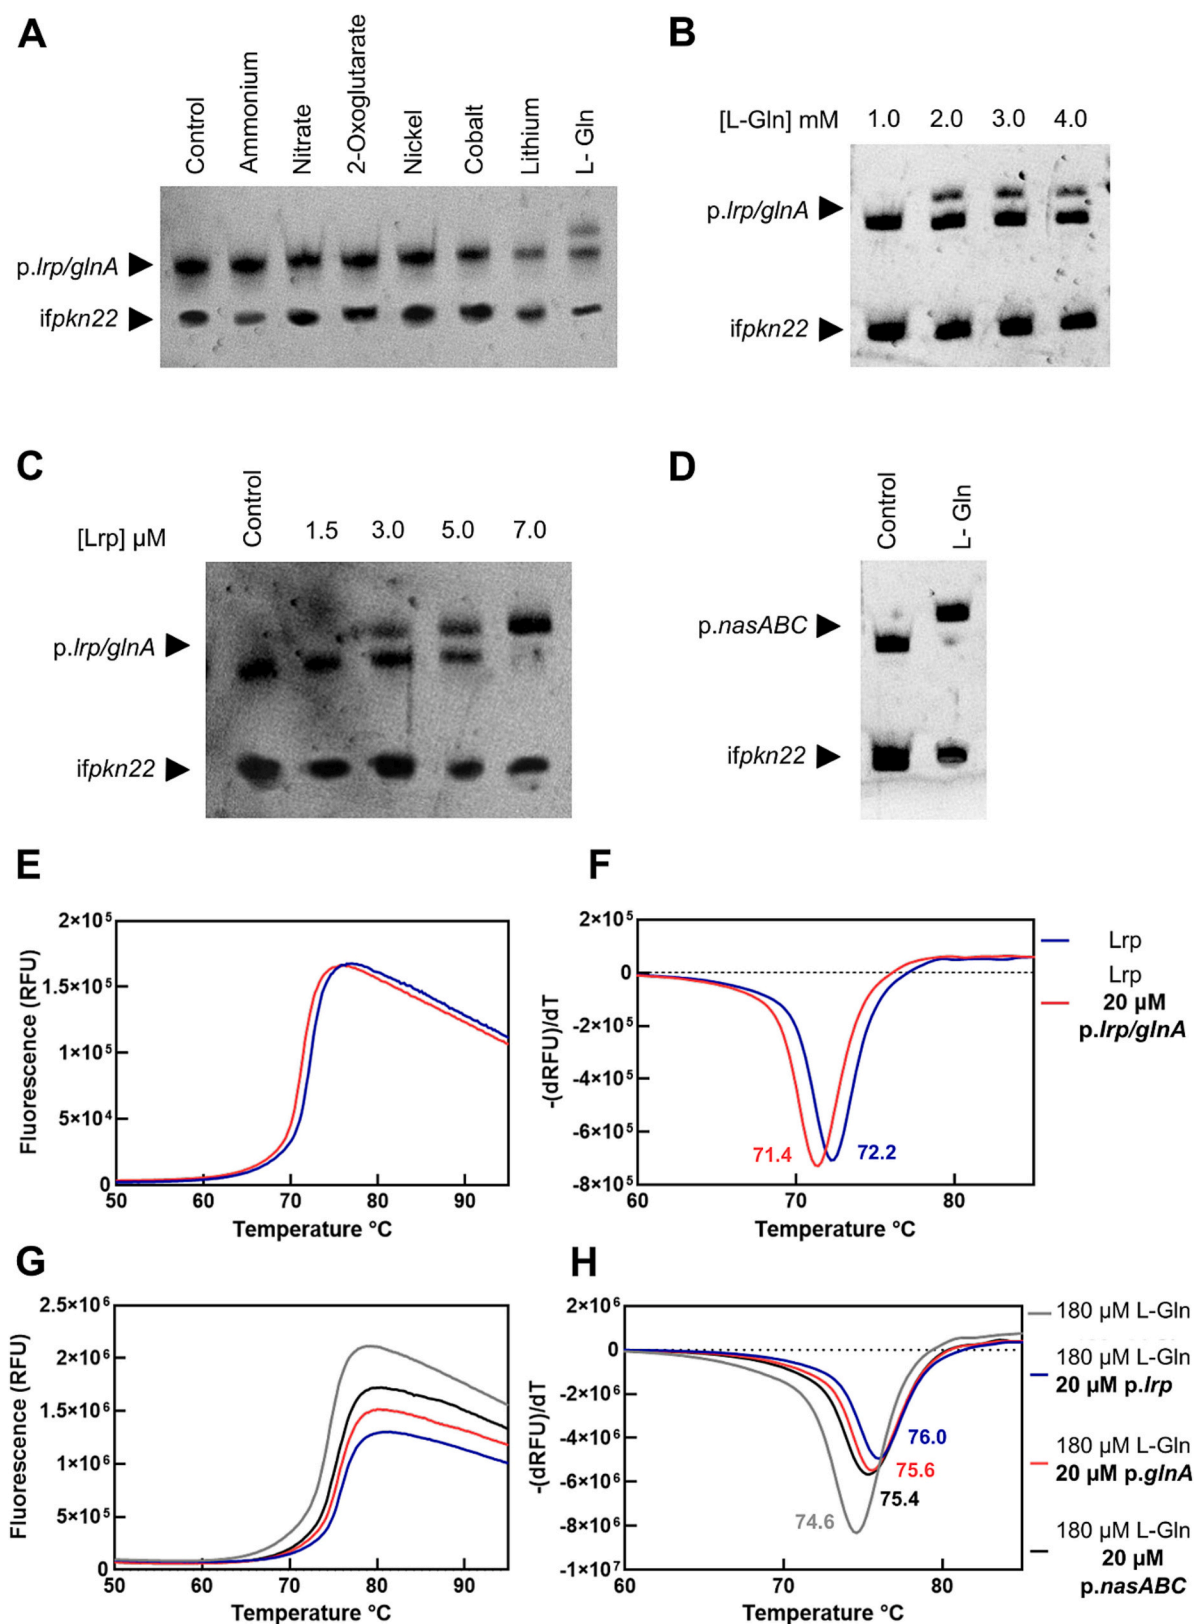 A
Control
Ammonium
Nitrate
2-Oxoglutarate
Nickel
Cobalt
Lithium
L- Gln
p.lrp/glnA
ifpkn22
B
[L-Gln] mM 1.0 2.0 3.0 4.0
p.lrp/glnA
ifpkn22
C
[Lrp] µM Control 1.5 3.0 5.0 7.0
p.lrp/glnA
ifpkn22
D
Control
L- Gln
p.nasABC
ifpkn22
E
Fluorescence (RFU)
2×10⁵
1.5×10⁵
1×10⁵
5×10⁴
0
50 60 70 80 90
Temperature °C
F
-(dRFU)/dT
2×10⁵
0
-2×10⁵
-4×10⁵
-6×10⁵
-8×10⁵
71.4
72.2
60 70 80
Temperature °C
Lrp
Lrp
20 µM
p.lrp/glnA
G
Fluorescence (RFU)
2.5×10⁶
2×10⁶
1.5×10⁶
1×10⁶
5×10⁵
0
50 60 70 80 90
Temperature °C
H
-(dRFU)/dT
2×10⁶
0
-2×10⁶
-4×10⁶
-6×10⁶
-8×10⁶
-1×10⁷
76.0
75.6
75.4
74.6
60 70 80
Temperature °C
180 µM L-Gln
180 µM L-Gln
20 µM p.lrp
180 µM L-Gln
20 µM p.glnA
180 µM L-Gln
20 µM
p.nasABC